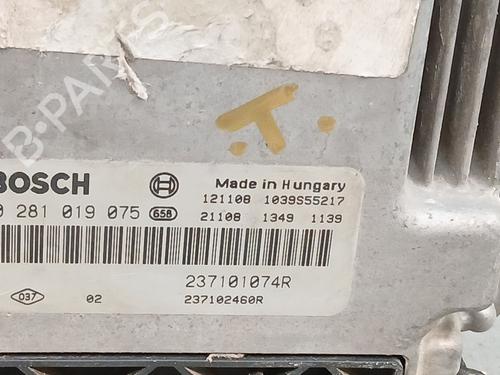 BOSCH
Made in Hungary
0 281 019 075 658
121108 1039S55217
21108 1349 1139
237101074R
037 02 237102460R
B-PARTS
T.